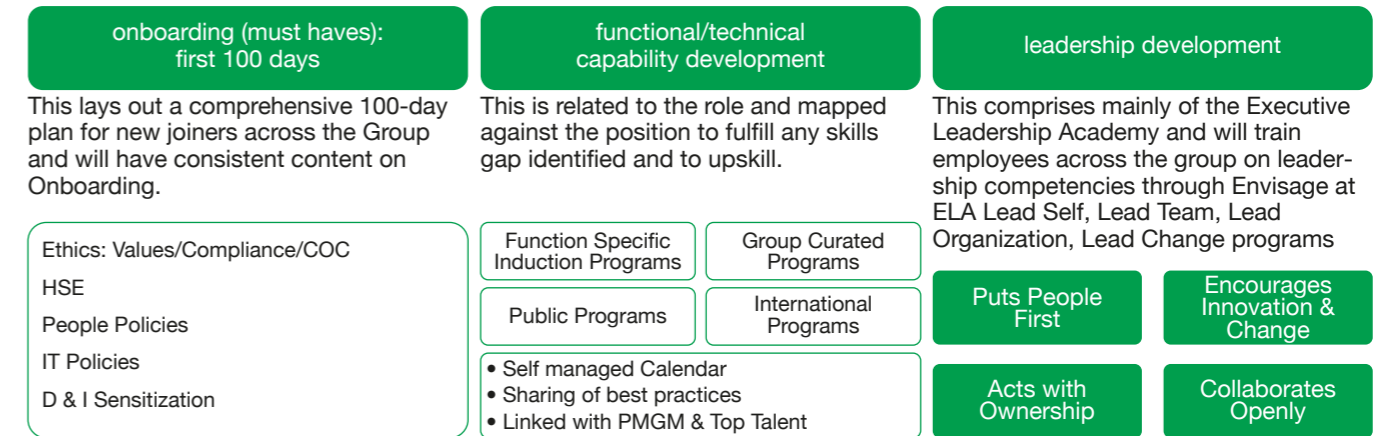 onboarding (must haves):
first 100 days
This lays out a comprehensive 100-day
plan for new joiners across the Group
and will have consistent content on
Onboarding.
Ethics: Values/Compliance/COC
HSE
People Policies
IT Policies
D & I Sensitization
functional/technical
capability development
This is related to the role and mapped
against the position to fulfill any skills
gap identified and to upskill.
Function Specific
Induction Programs
Group Curated
Programs
Public Programs
International
Programs
• Self managed Calendar
• Sharing of best practices
• Linked with PMGM & Top Talent
leadership development
This comprises mainly of the Executive
Leadership Academy and will train
employees across the group on leader-
ship competencies through Envisage at
ELA Lead Self, Lead Team, Lead
Organization, Lead Change programs
Puts People
First
Encourages
Innovation &
Change
Acts with
Ownership
Collaborates
Openly